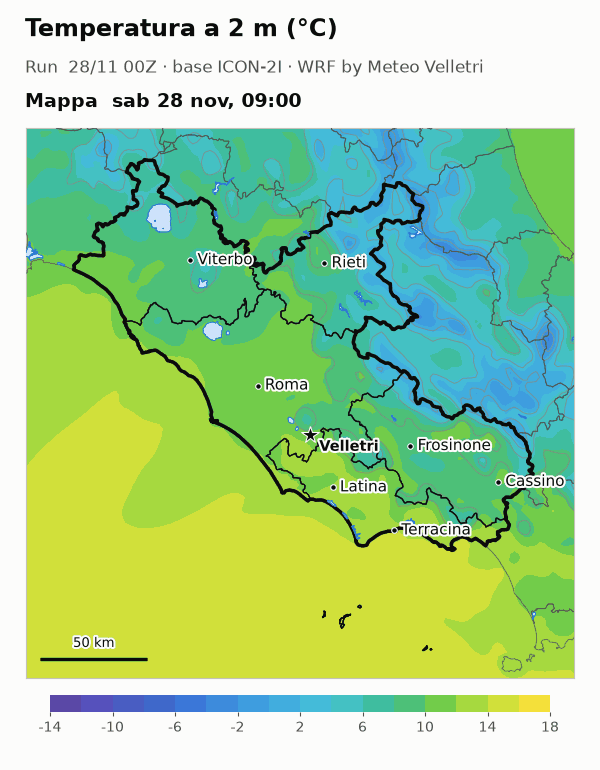 Temperatura a 2 m (°C)
Run  28/11 00Z · base ICON-2I · WRF by Meteo Velletri
Mappa  sab 28 nov, 09:00
Viterbo
Rieti
Roma
Velletri
Frosinone
Cassino
Latina
Terracina
50 km
-14 -10 -6 -2 2 6 10 14 18